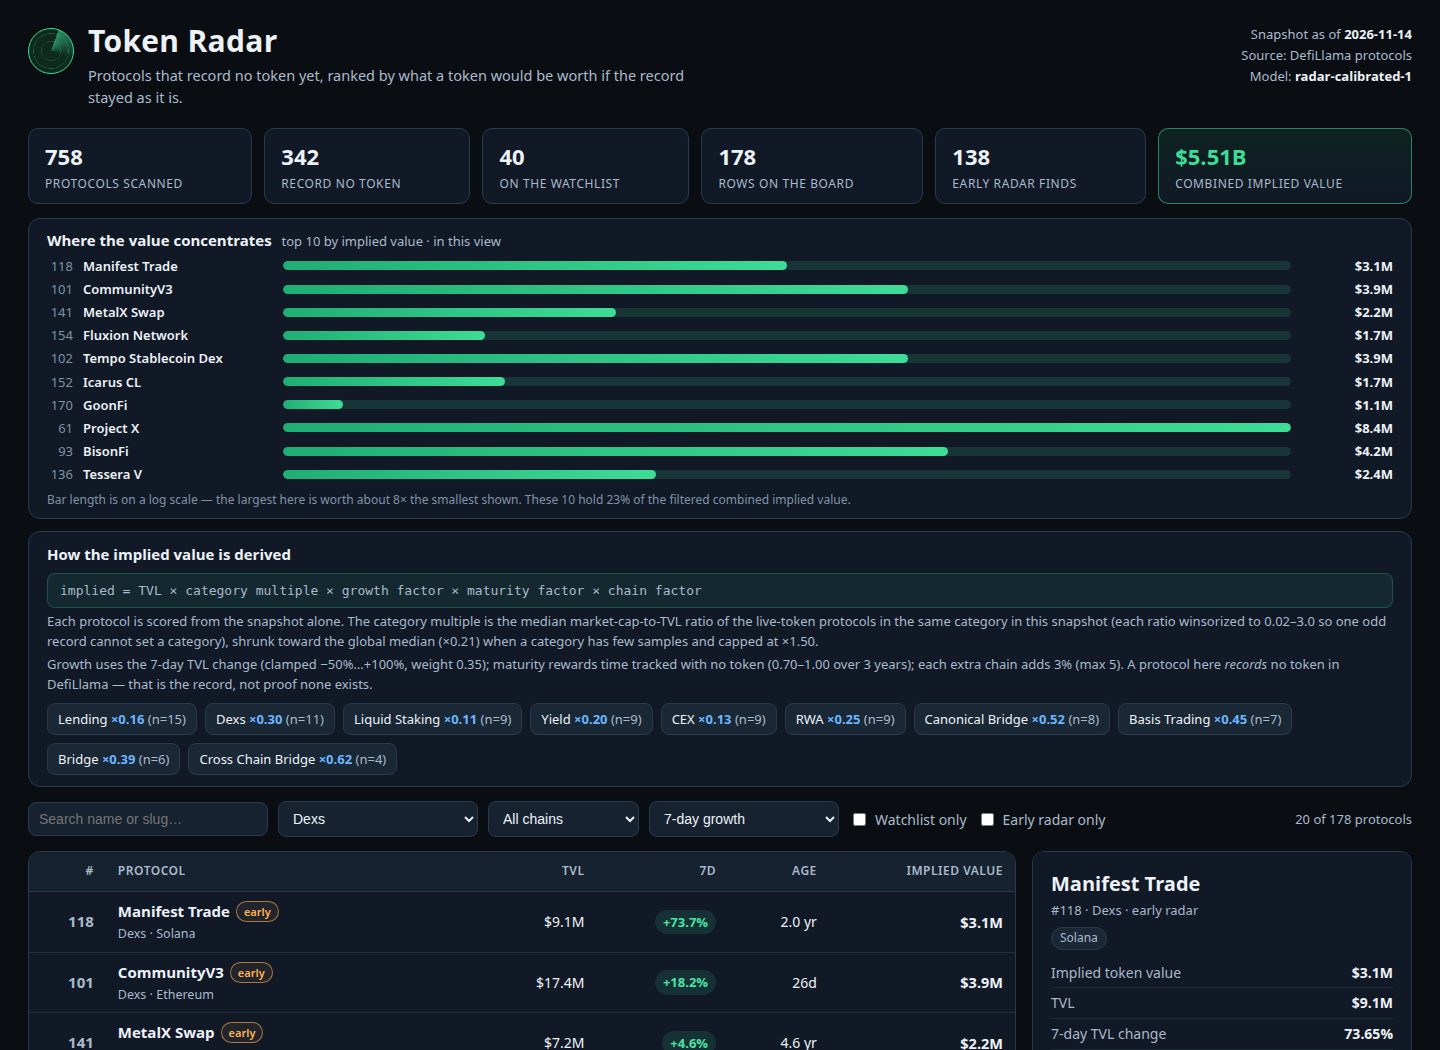 Token Radar
Protocols that record no token yet, ranked by what a token would be worth if the record
stayed as it is.
Snapshot as of 2026-11-14
Source: DefiLlama protocols
Model: radar-calibrated-1
758
PROTOCOLS SCANNED
342
RECORD NO TOKEN
40
ON THE WATCHLIST
178
ROWS ON THE BOARD
138
EARLY RADAR FINDS
$5.51B
COMBINED IMPLIED VALUE
Where the value concentrates top 10 by implied value · in this view
118 Manifest Trade $3.1M
101 CommunityV3 $3.9M
141 MetalX Swap $2.2M
154 Fluxion Network $1.7M
102 Tempo Stablecoin Dex $3.9M
152 Icarus CL $1.7M
170 GoonFi $1.1M
61 Project X $8.4M
93 BisonFi $4.2M
136 Tessera V $2.4M
Bar length is on a log scale — the largest here is worth about 8× the smallest shown. These 10 hold 23% of the filtered combined implied value.
How the implied value is derived
implied = TVL × category multiple × growth factor × maturity factor × chain factor
Each protocol is scored from the snapshot alone. The category multiple is the median market-cap-to-TVL ratio of the live-token protocols in the same category in this snapshot (each ratio winsorized to 0.02–3.0 so one odd
record cannot set a category), shrunk toward the global median (×0.21) when a category has few samples and capped at ×1.50.
Growth uses the 7-day TVL change (clamped −50%…+100%, weight 0.35); maturity rewards time tracked with no token (0.70–1.00 over 3 years); each extra chain adds 3% (max 5). A protocol here records no token in
DefiLlama — that is the record, not proof none exists.
Lending ×0.16 (n=15)
Dexs ×0.30 (n=11)
Liquid Staking ×0.11 (n=9)
Yield ×0.20 (n=9)
CEX ×0.13 (n=9)
RWA ×0.25 (n=9)
Canonical Bridge ×0.52 (n=8)
Basis Trading ×0.45 (n=7)
Bridge ×0.39 (n=6)
Cross Chain Bridge ×0.62 (n=4)
Search name or slug…
Dexs
All chains
7-day growth
Watchlist only
Early radar only
20 of 178 protocols
# PROTOCOL TVL 7D AGE IMPLIED VALUE
118 Manifest Trade early $9.1M +73.7% 2.0 yr $3.1M
Dexs · Solana
101 CommunityV3 early $17.4M +18.2% 26d $3.9M
Dexs · Ethereum
141 MetalX Swap early $7.2M +4.6% 4.6 yr $2.2M
Manifest Trade
#118 · Dexs · early radar
Solana
Implied token value $3.1M
TVL $9.1M
7-day TVL change 73.65%